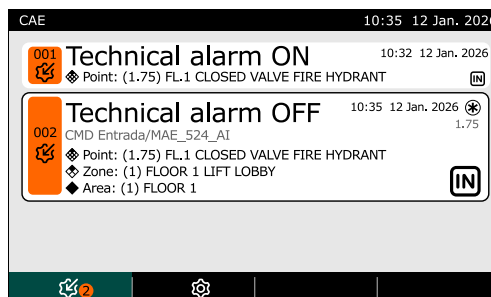 CAE 10:35 12 Jan. 2026
001 Technical alarm ON 10:32 12 Jan. 2026
Point: (1.75) FL.1 CLOSED VALVE FIRE HYDRANT IN
Technical alarm OFF 10:35 12 Jan. 2026
1.75
002 CMD Entrada/MAE_524_AI
Point: (1.75) FL.1 CLOSED VALVE FIRE HYDRANT
Zone: (1) FLOOR 1 LIFT LOBBY
IN
Area: (1) FLOOR 1
2